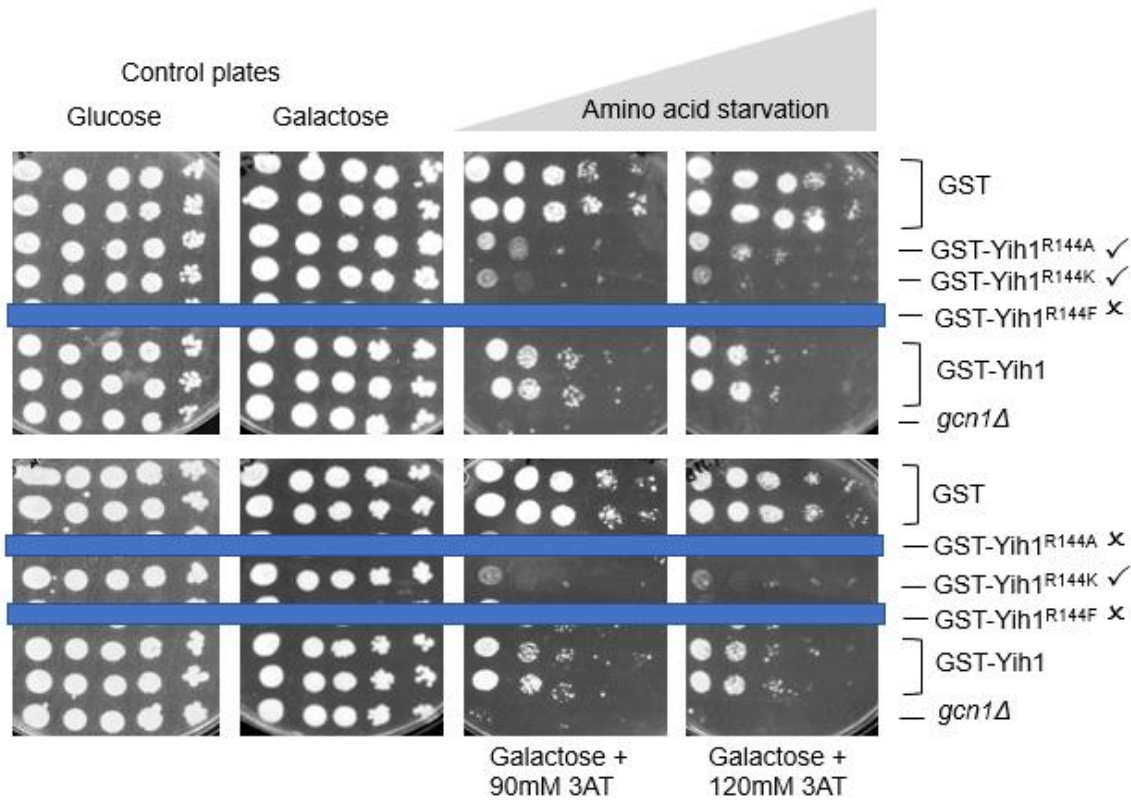 Control plates
Glucose
Galactose
Amino acid starvation
GST
GST-Yih1R144A ✓
GST-Yih1R144K ✓
GST-Yih1R144F ✗
GST-Yih1
gcn1Δ
GST
GST-Yih1R144A ✗
GST-Yih1R144K ✓
GST-Yih1R144F ✗
GST-Yih1
gcn1Δ
Galactose +
90mM 3AT
Galactose +
120mM 3AT